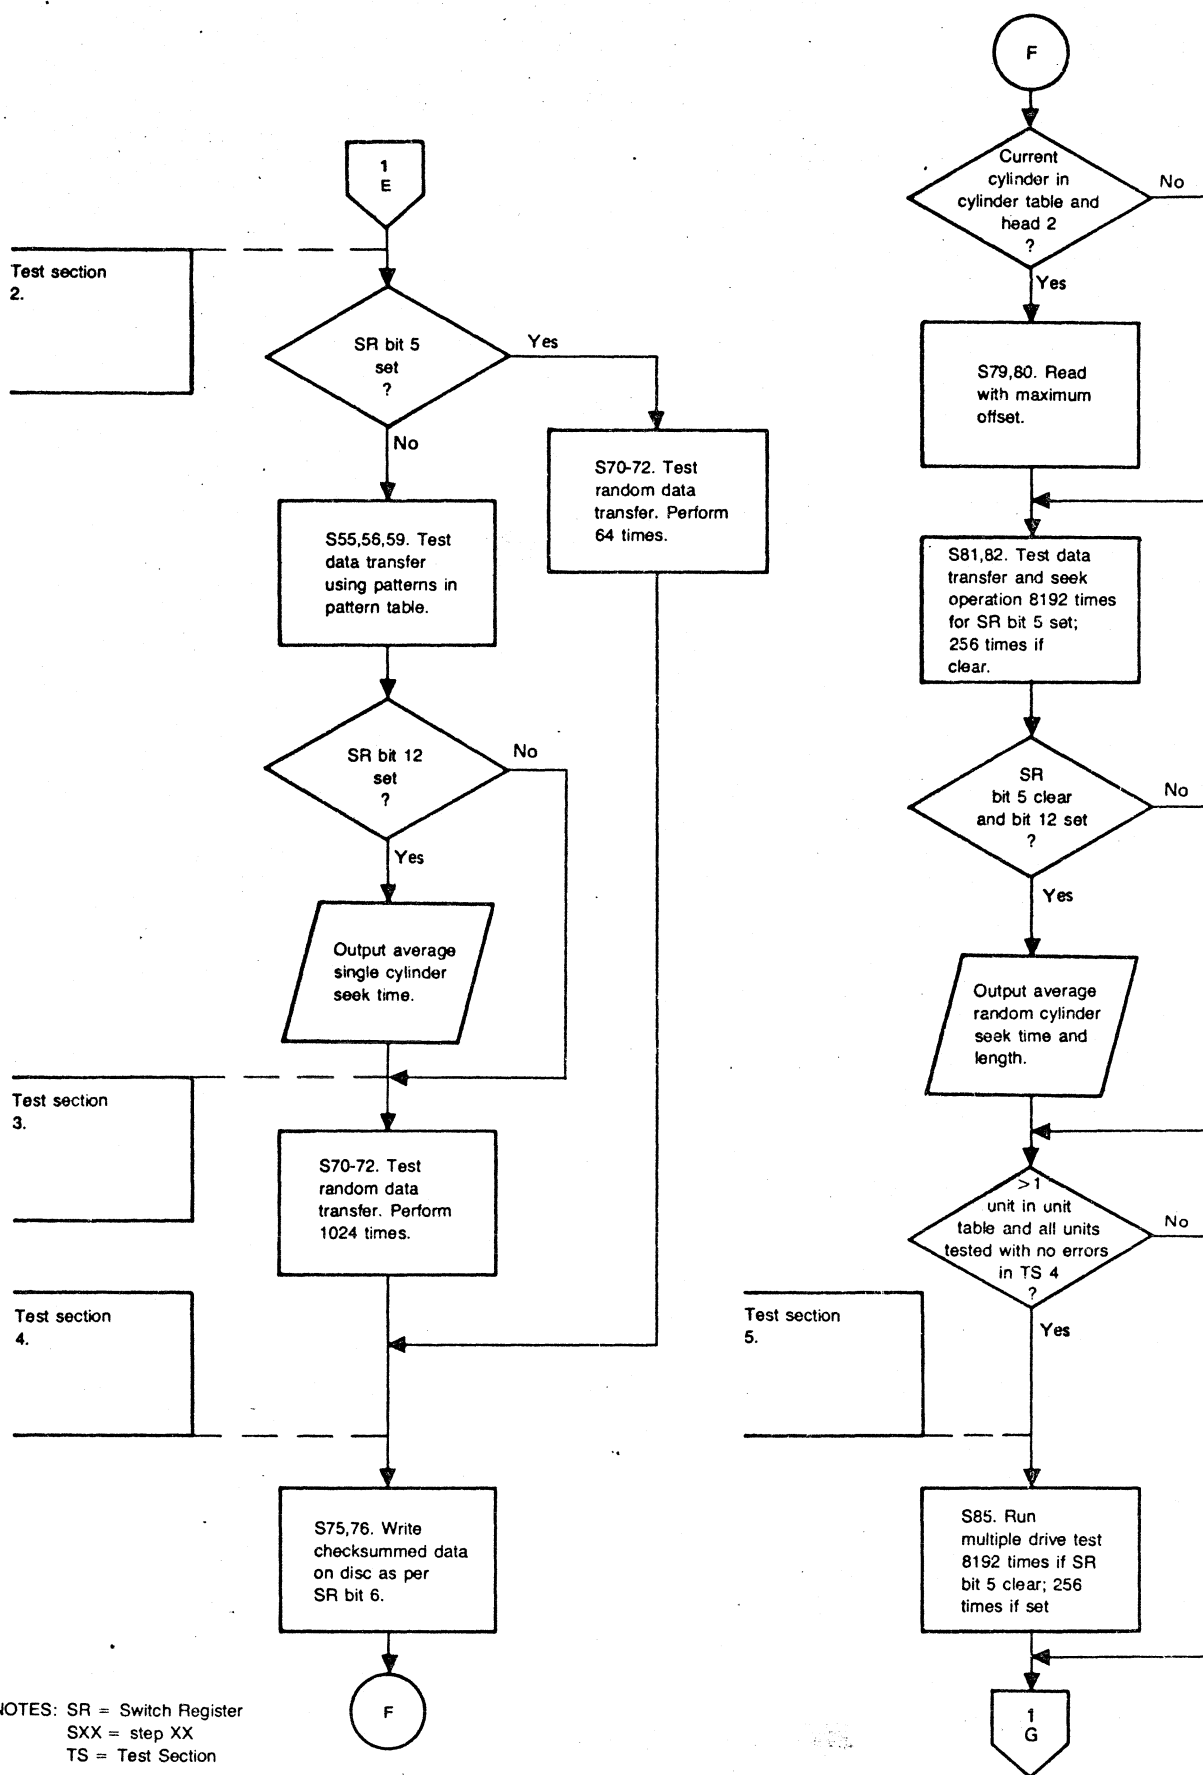 1
E
Test section
2.
SR bit 5
set
?
Yes
No
S55,56,59. Test
data transfer
using patterns in
pattern table.
S70-72. Test
random data
transfer. Perform
64 times.
SR bit 12
set
?
No
Yes
Output average
single cylinder
seek time.
Test section
3.
S70-72. Test
random data
transfer. Perform
1024 times.
Test section
4.
S75,76. Write
checksummed data
on disc as per
SR bit 6.
F
NOTES: SR = Switch Register
SXX = step XX
TS = Test Section
F
Current
cylinder in
cylinder table and
head 2
?
No
Yes
S79,80. Read
with maximum
offset.
S81,82. Test data
transfer and seek
operation 8192 times
for SR bit 5 set;
256 times if
clear.
SR
bit 5 clear
and bit 12 set
?
No
Yes
Output average
random cylinder
seek time and
length.
>1
unit in unit
table and all units
tested with no errors
in TS 4
?
No
Yes
Test section
5.
S85. Run
multiple drive test
8192 times if SR
bit 5 clear; 256
times if set
1
G